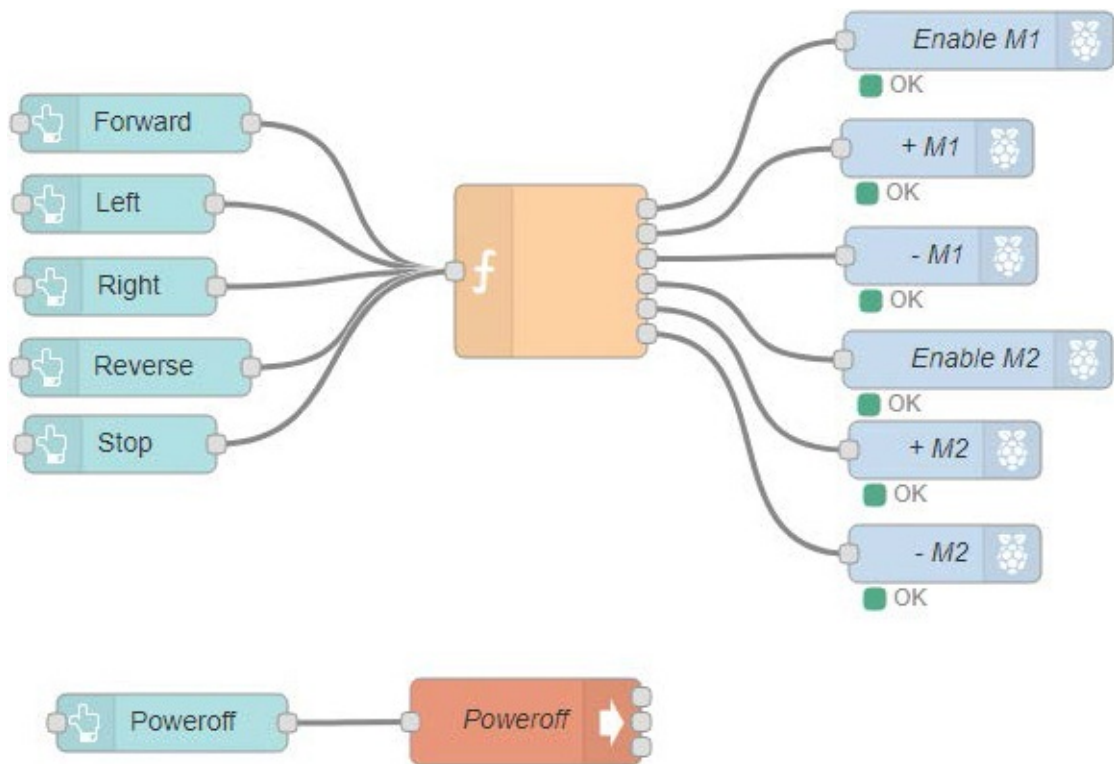 Forward
Left
Right
Reverse
Stop
Enable M1
OK
+ M1
OK
- M1
OK
Enable M2
OK
+ M2
OK
- M2
OK
Poweroff
Poweroff